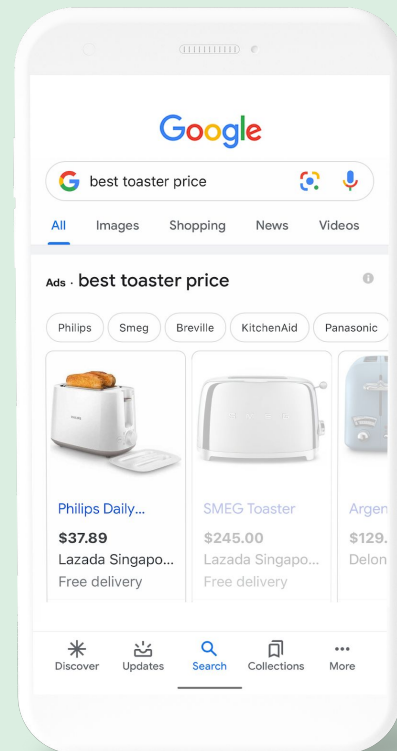 Google
best toaster price
All Images Shopping News Videos
Ads · best toaster price
Philips Smeg Breville KitchenAid Panasonic
PHILIPS
SMEG
Philips Daily... SMEG Toaster Argen
$37.89 $245.00 $129.
Lazada Singapo... Lazada Singapo... Delon
Free delivery Free delivery
Discover Updates Search Collections More